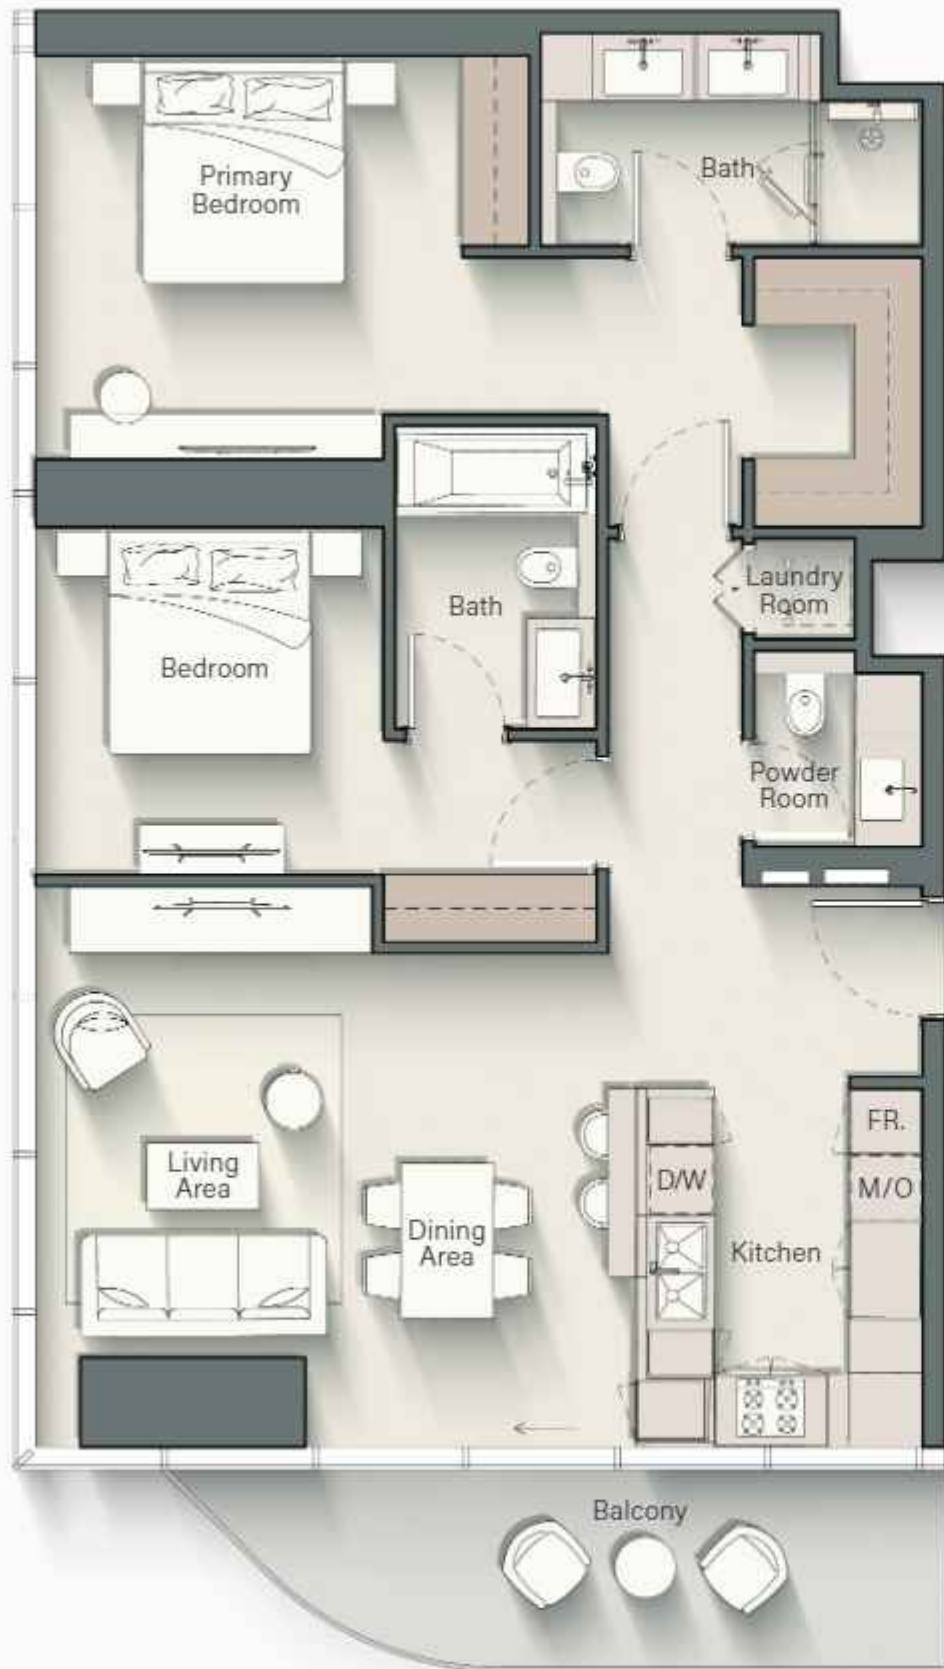 Primary
Bedroom
Bath
Laundry
Room
Bath
Bedroom
Powder
Room
FR.
Living
Area
D/W
M/O
Dining
Area
Kitchen
Balcony